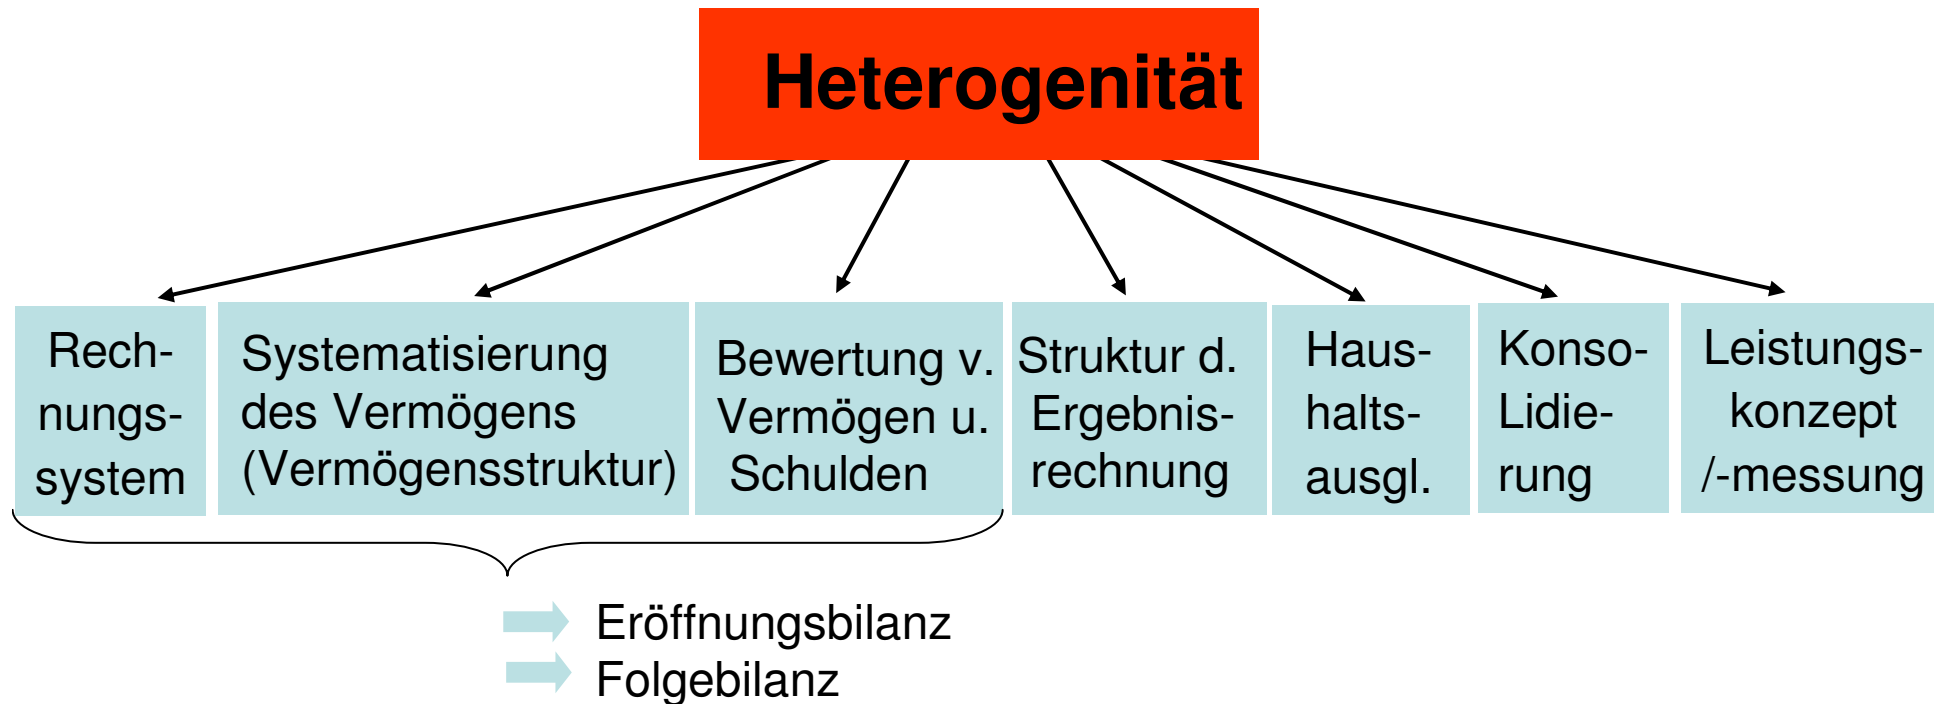 Heterogenität
Rech-
nungs-
system
Systematisierung
des Vermögens
(Vermögensstruktur)
Bewertung v.
Vermögen u.
Schulden
Struktur d.
Ergebnis-
rechnung
Haus-
halts-
ausgl.
Konso-
Lidie-
rung
Leistungs-
konzept
/-messung
Eröffnungsbilanz
Folgebilanz